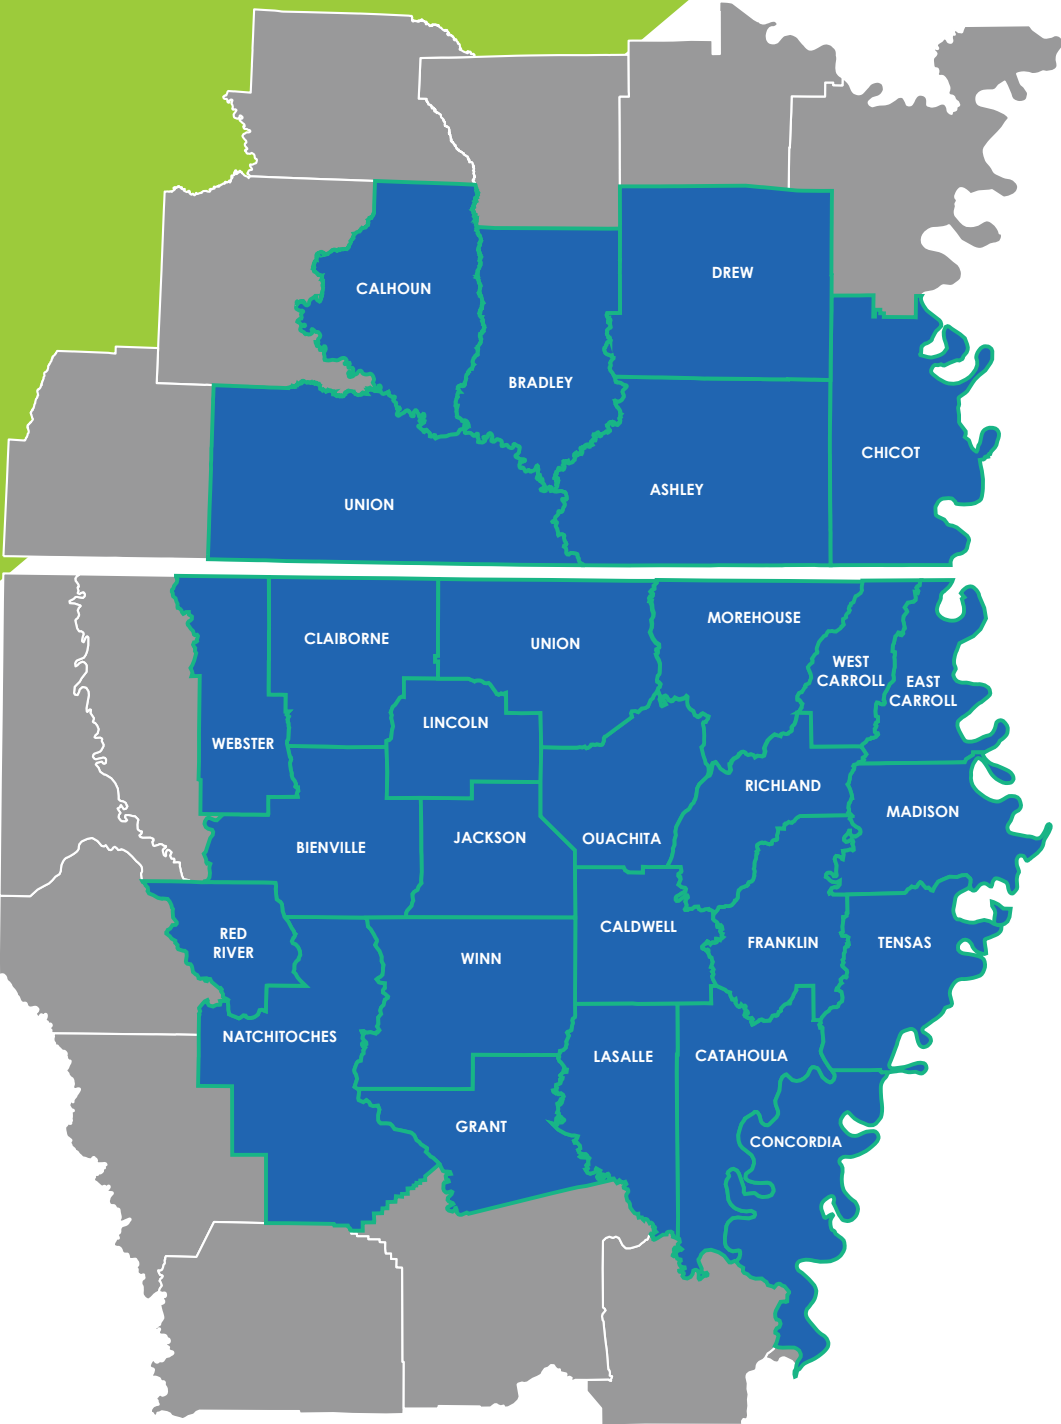 DREW
CALHOUN
BRADLEY
CHICOT
ASHLEY
UNION
MOREHOUSE
CLAIBORNE
UNION
WEST
CARROLL
EAST
CARROLL
LINCOLN
WEBSTER
RICHLAND
MADISON
JACKSON
OUACHITA
BIENVILLE
CALDWELL
RED
RIVER
FRANKLIN
TENSAS
WINN
NATCHITOCHES
LASALLE
CATAHOULA
GRANT
CONCORDIA